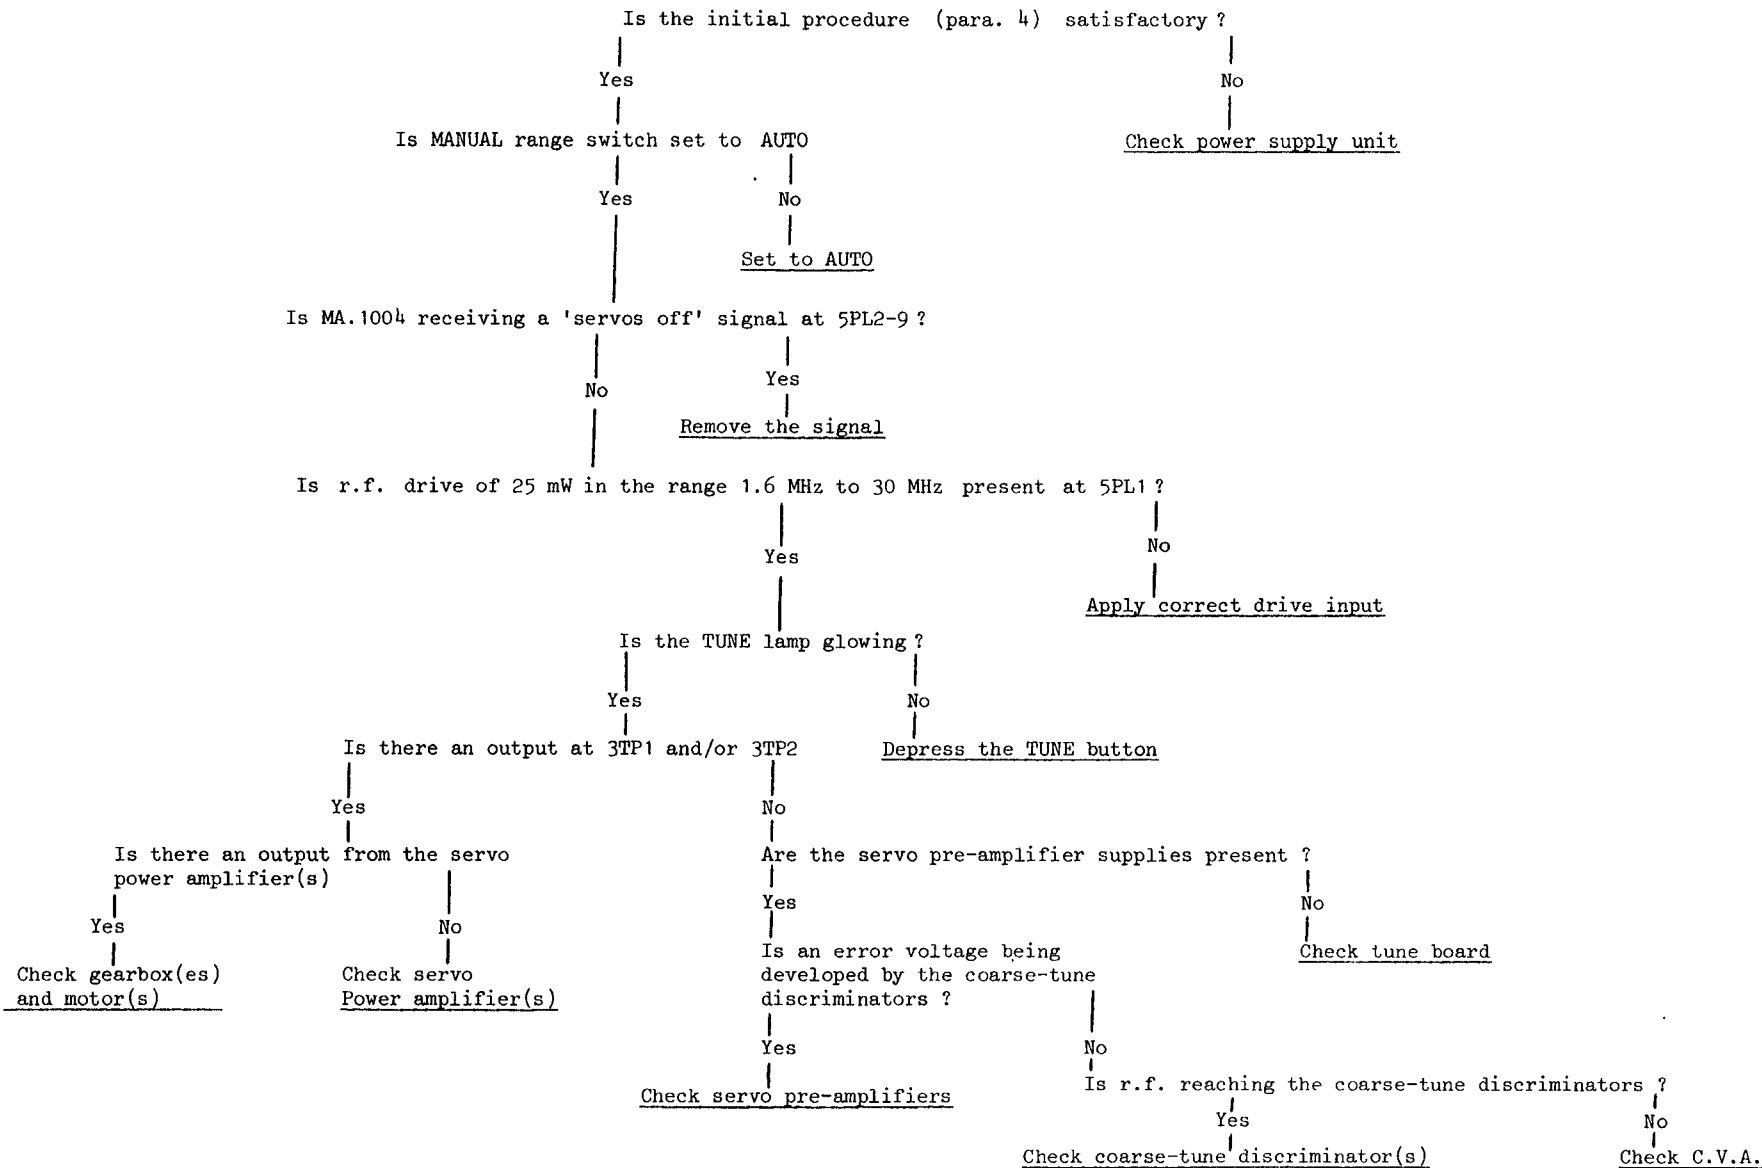 Is the initial procedure (para. 4) satisfactory ?
Yes
No
Is MANUAL range switch set to AUTO
Check power supply unit
Yes
No
Set to AUTO
Is MA.1004 receiving a 'servos off' signal at 5PL2-9 ?
Yes
No
Remove the signal
Is r.f. drive of 25 mW in the range 1.6 MHz to 30 MHz present at 5PL1 ?
Yes
No
Apply correct drive input
Is the TUNE lamp glowing ?
Yes
No
Is there an output at 3TP1 and/or 3TP2
Depress the TUNE button
Yes
No
Is there an output from the servo
power amplifier(s)
Are the servo pre-amplifier supplies present ?
Yes
No
Yes
No
Is an error voltage being
developed by the coarse-tune
discriminators ?
Check tune board
Check gearbox(es)
and motor(s)
Check servo
Power amplifier(s)
Yes
No
Is r.f. reaching the coarse-tune discriminators ?
Check servo pre-amplifiers
Yes
No
Check coarse-tune discriminator(s)
Check C.V.A.